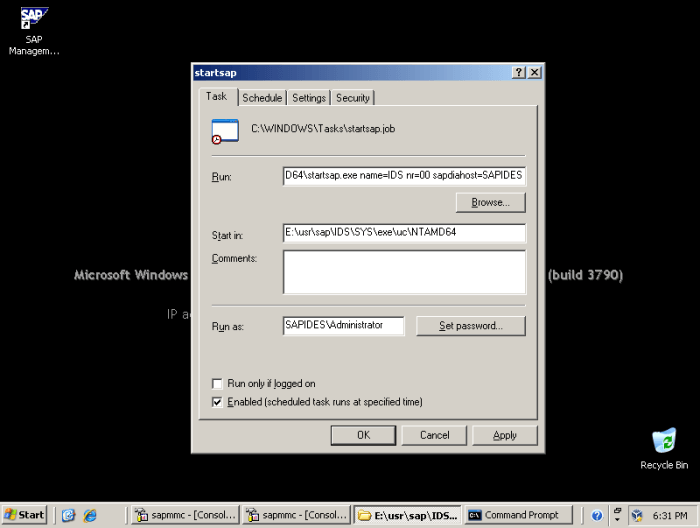 SAP
Managem...
startsap
Task
Schedule
Settings
Security
C:\WINDOWS\Tasks\startsap.job
Run:
D64\startsap.exe name=IDS nr=00 sapdiahost=SAPIDES
Browse...
Start in:
E:\usr\sap\IDS\SYS\exe\uc\NTAMD64
Comments:
Microsoft Windows
(build 3790)
IP a
Run as:
SAPIDES\Administrator
Set password...
Run only if logged on
Enabled (scheduled task runs at specified time)
OK
Cancel
Apply
Recycle Bin
Start
sapmmc - [Consol...
sapmmc - [Consol...
E:\usr\sap\IDS...
Command Prompt
6:31 PM